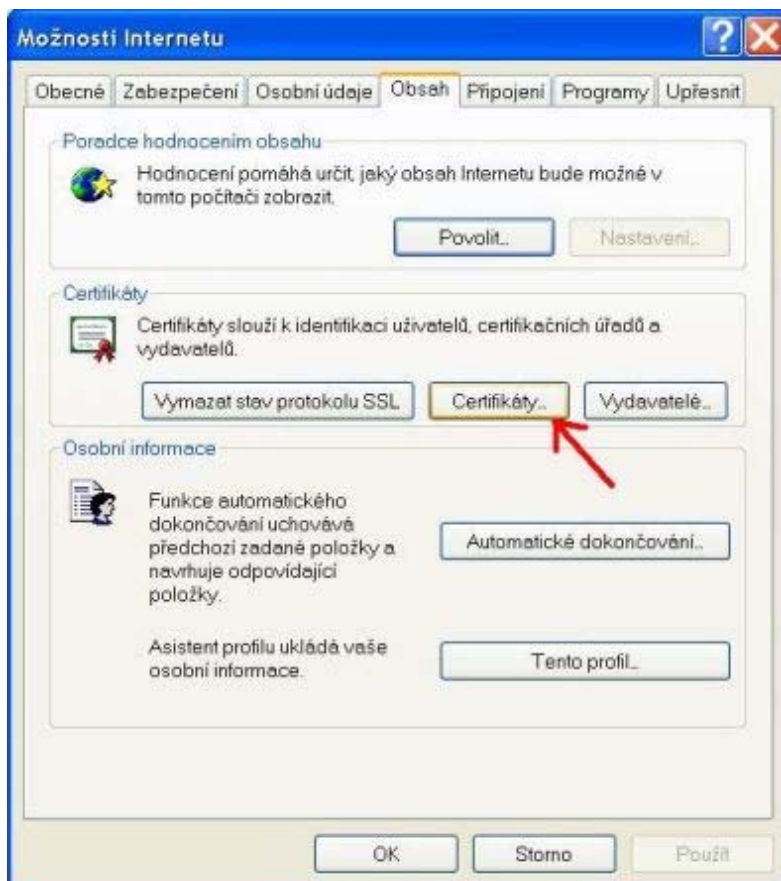 Možnosti Internetu
Obecné Zabezpečení Osobní údaje Obsah Připojení Programy Upřesnit
Poradce hodnocením obsahu
Hodnocení pomáhá určit, jaký obsah Internetu bude možné v
tomto počítači zobrazit.
Povolit... Nastavení...
Certifikáty
Certifikáty slouží k identifikaci uživatelů, certifikačních úřadů a
vydavatelů.
Vymazat stav protokolu SSL Certifikáty... Vydavatelé...
Osobní informace
Funkce automatického
dokončování uchovává
předchozí zadané položky a
navrhuje odpovídající
položky.
Automatické dokončování...
Asistent profilu ukládá vaše
osobní informace.
Tento profil...
OK Storno Použít